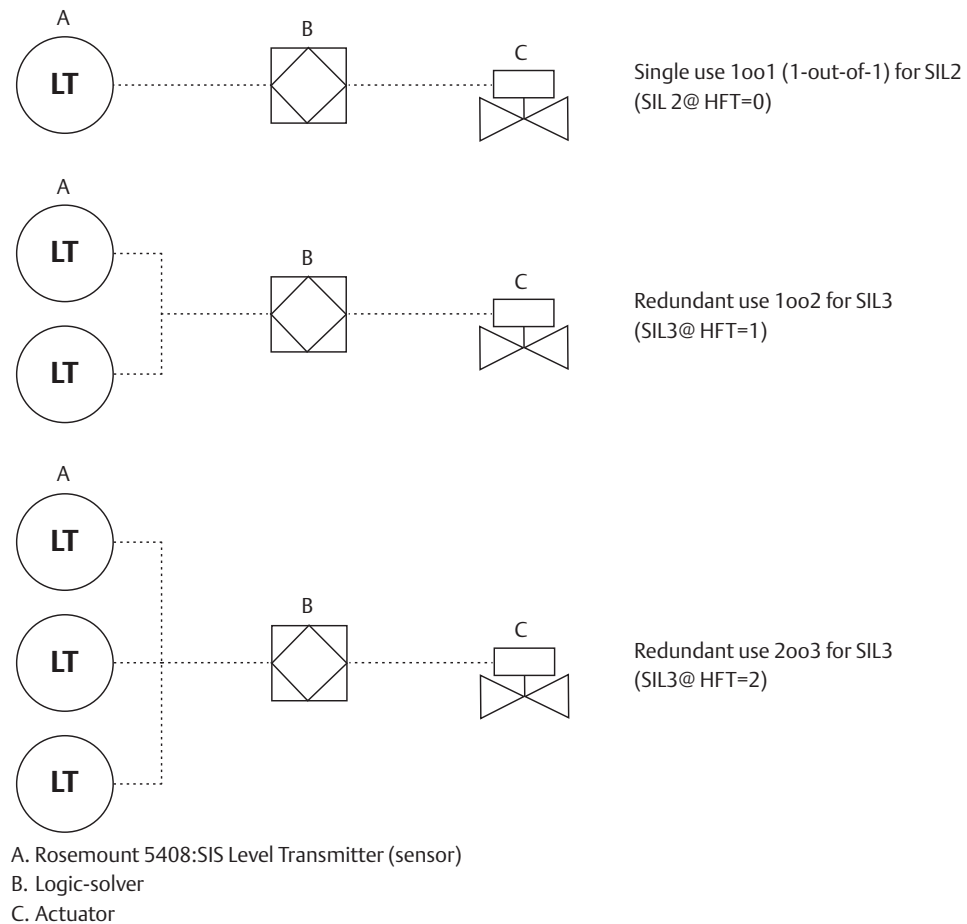 A
B
C
LT
Single use 1oo1 (1-out-of-1) for SIL2
(SIL 2@ HFT=0)
A
B
C
LT
LT
Redundant use 1oo2 for SIL3
(SIL3@ HFT=1)
A
B
C
LT
LT
LT
Redundant use 2oo3 for SIL3
(SIL3@ HFT=2)
A. Rosemount 5408:SIS Level Transmitter (sensor)
B. Logic-solver
C. Actuator